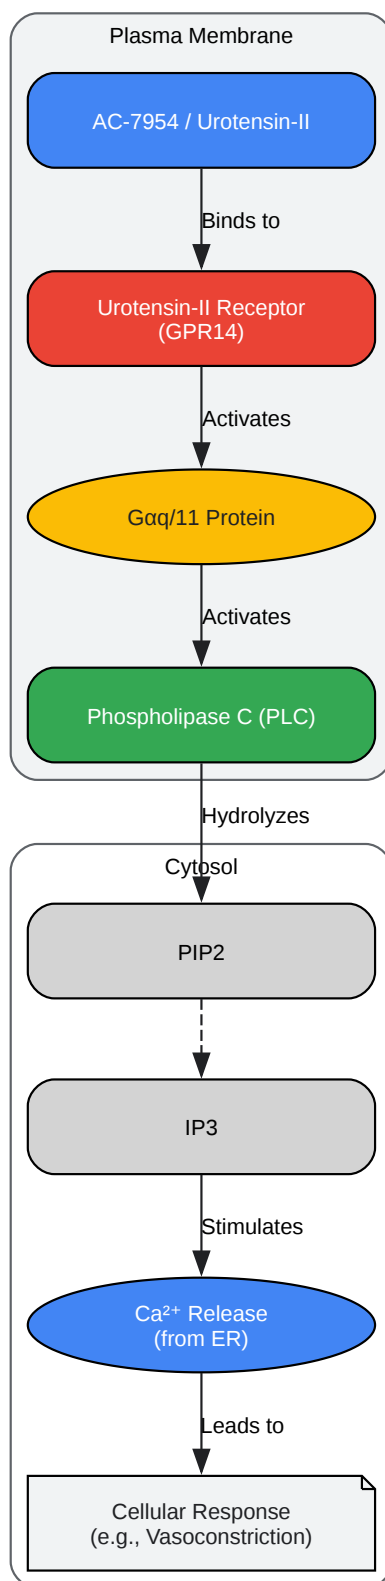 Plasma Membrane
AC-7954 / Urotensin-II
Binds to
Urotensin-II Receptor
(GPR14)
Activates
Gαq/11 Protein
Activates
Phospholipase C (PLC)
Hydrolyzes
Cytosol
PIP2
IP3
Stimulates
Ca²⁺ Release
(from ER)
Leads to
Cellular Response
(e.g., Vasoconstriction)